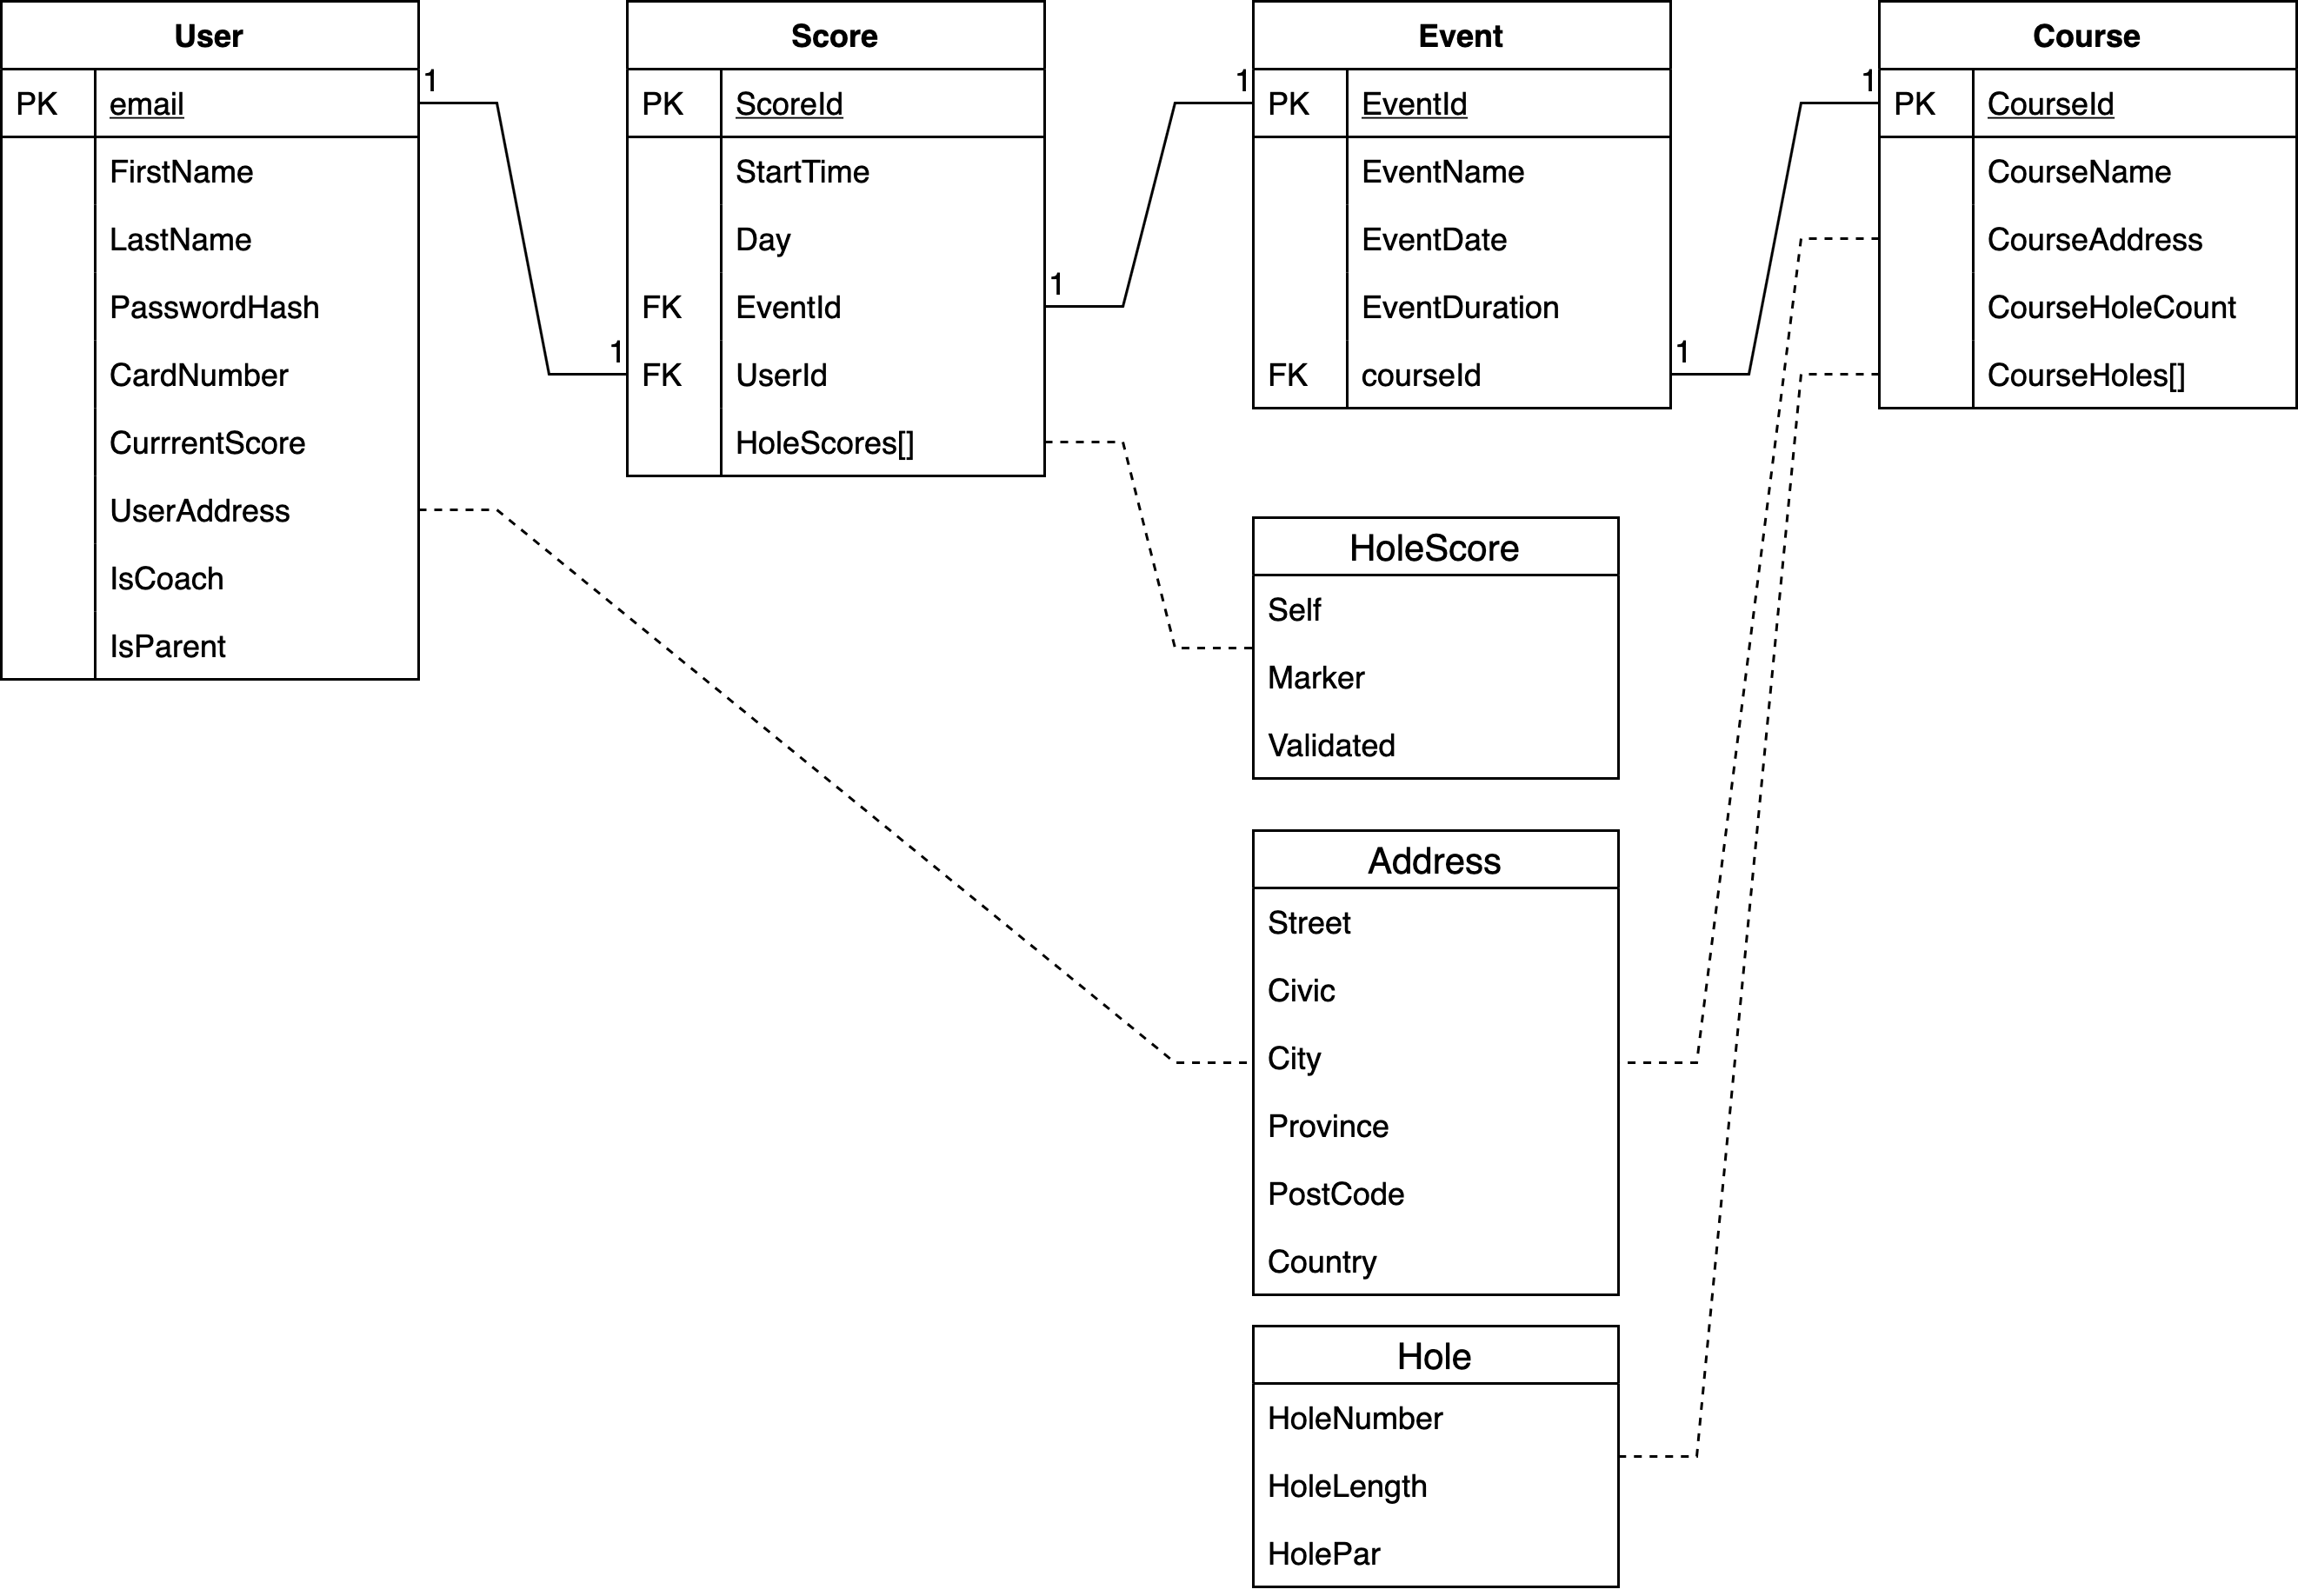 User
PK email
FirstName
LastName
PasswordHash
CardNumber
CurrrentScore
UserAddress
IsCoach
IsParent
1
1
Score
PK ScoreId
StartTime
Day
FK EventId
FK UserId
HoleScores[]
1
1
Event
PK EventId
EventName
EventDate
EventDuration
FK courseId
1
1
Course
PK CourseId
CourseName
CourseAddress
CourseHoleCount
CourseHoles[]
HoleScore
Self
Marker
Validated
Address
Street
Civic
City
Province
PostCode
Country
Hole
HoleNumber
HoleLength
HolePar